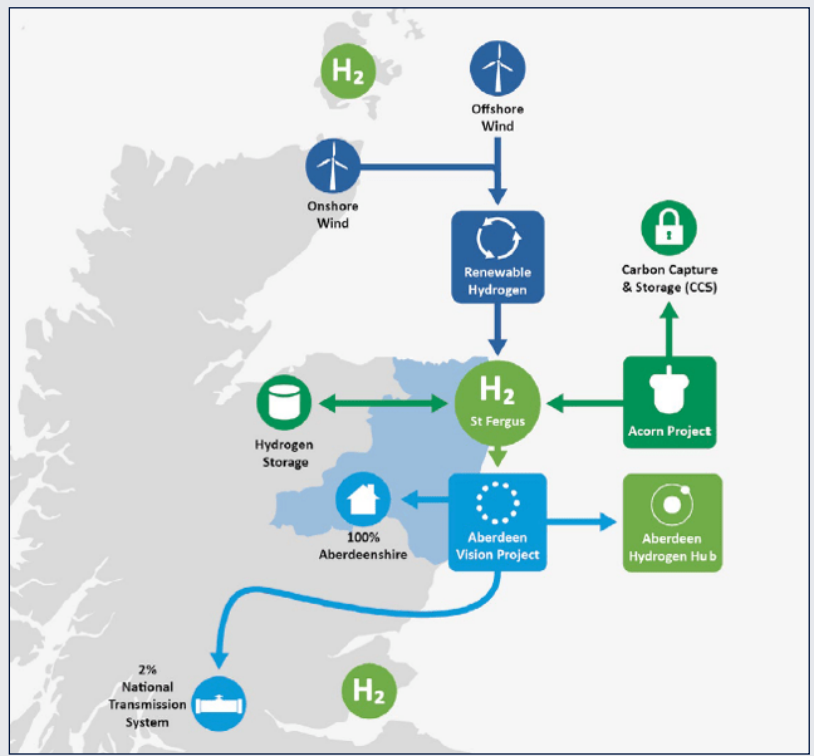 H2
Offshore
Wind
Onshore
Wind
Renewable
Hydrogen
Carbon Capture
& Storage (CCS)
H2
St Fergus
Acorn Project
Hydrogen
Storage
100%
Aberdeenshire
Aberdeen
Vision Project
Aberdeen
Hydrogen Hub
2%
National
Transmission
System
H2